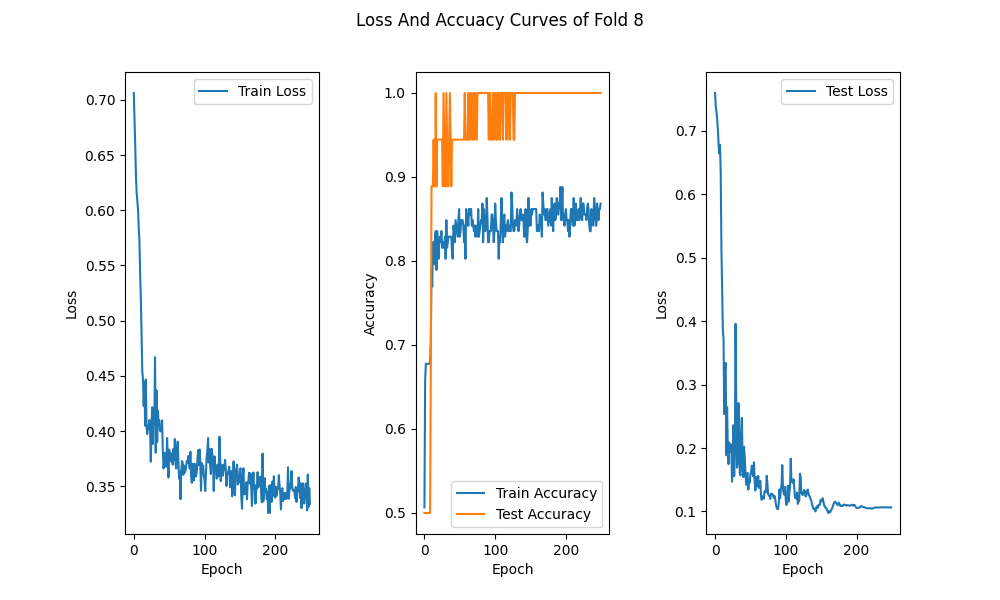 Loss And Accuacy Curves of Fold 8
Train Loss
0.70
0.65
0.60
0.55
0.50
0.45
0.40
0.35
Loss
0
100
200
Epoch
1.0
0.9
0.8
0.7
0.6
0.5
Accuracy
Train Accuracy
Test Accuracy
0
100
200
Epoch
Test Loss
0.7
0.6
0.5
0.4
0.3
0.2
0.1
Loss
0
100
200
Epoch